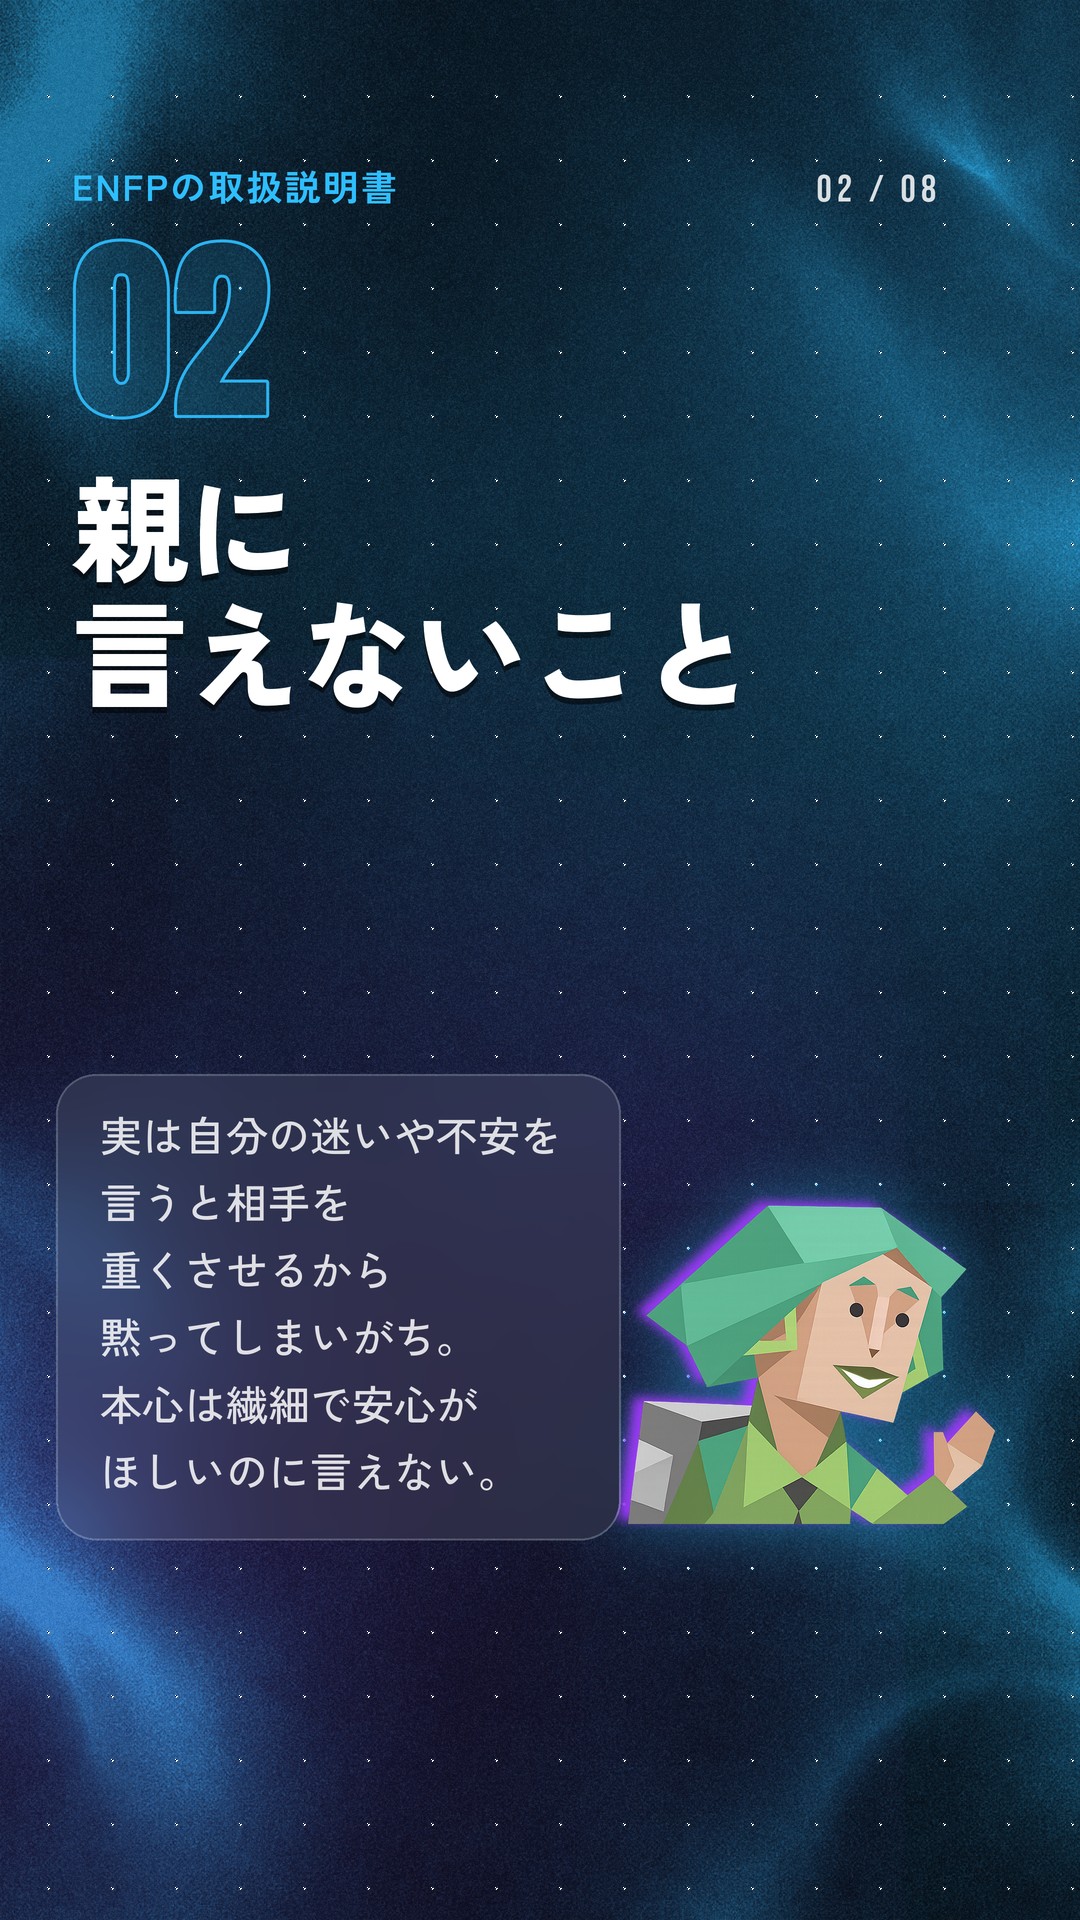 ENFPの取扱説明書
02 / 08
02
親に
言えないこと
実は自分の迷いや不安を
言うと相手を
重くさせるから
黙ってしまいがち。
本心は繊細で安心が
ほしいのに言えない。